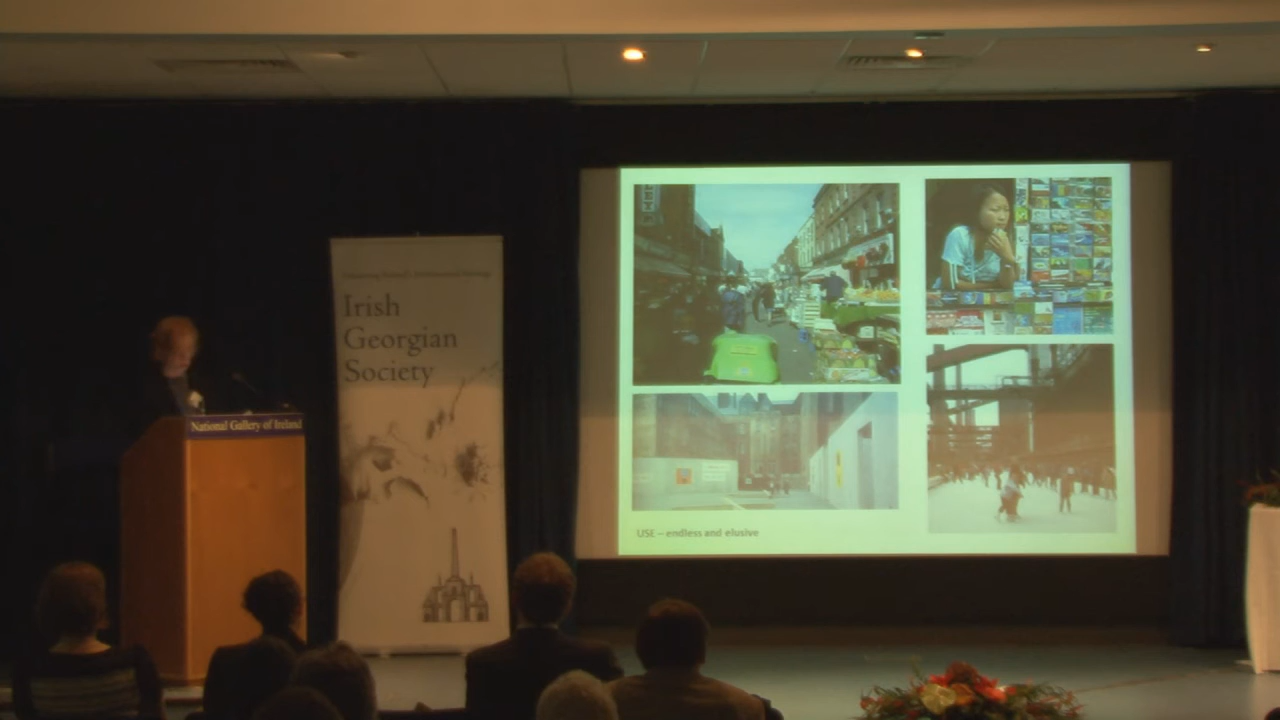 Irish
Georgian
Society
National Gallery of Ireland
USE – endless and elusive